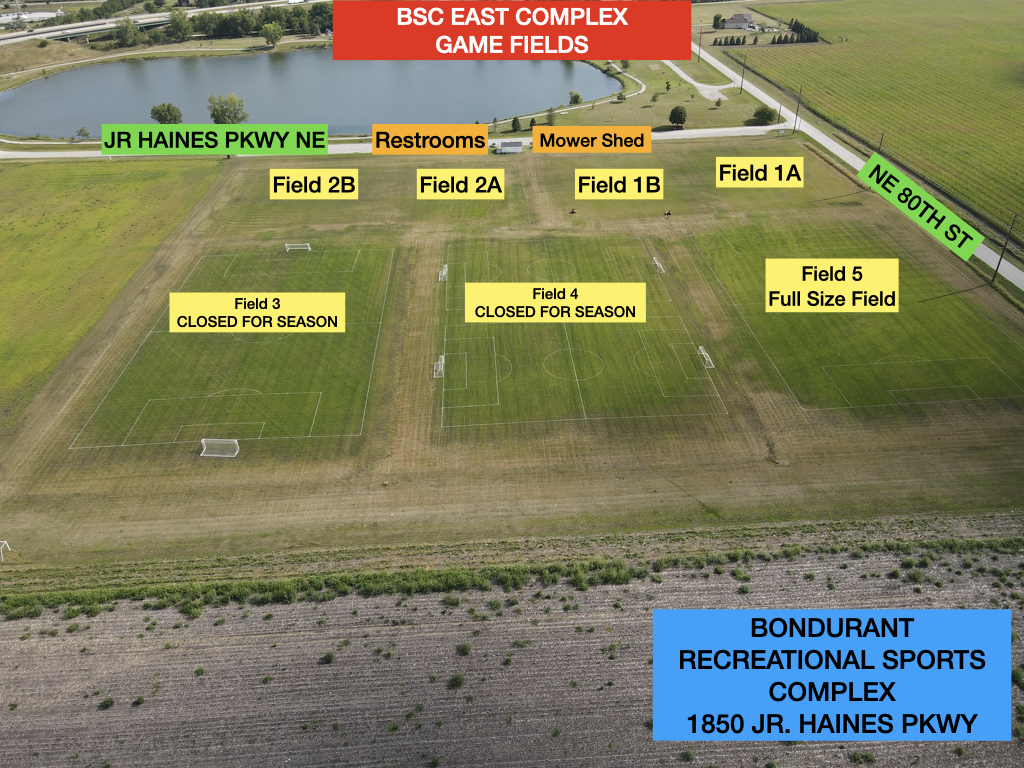 BSC EAST COMPLEX
GAME FIELDS
JR HAINES PKWY NE
Restrooms
Mower Shed
Field 2B
Field 2A
Field 1B
Field 1A
NE 80TH ST
Field 3
CLOSED FOR SEASON
Field 4
CLOSED FOR SEASON
Field 5
Full Size Field
BONDURANT
RECREATIONAL SPORTS
COMPLEX
1850 JR. HAINES PKWY